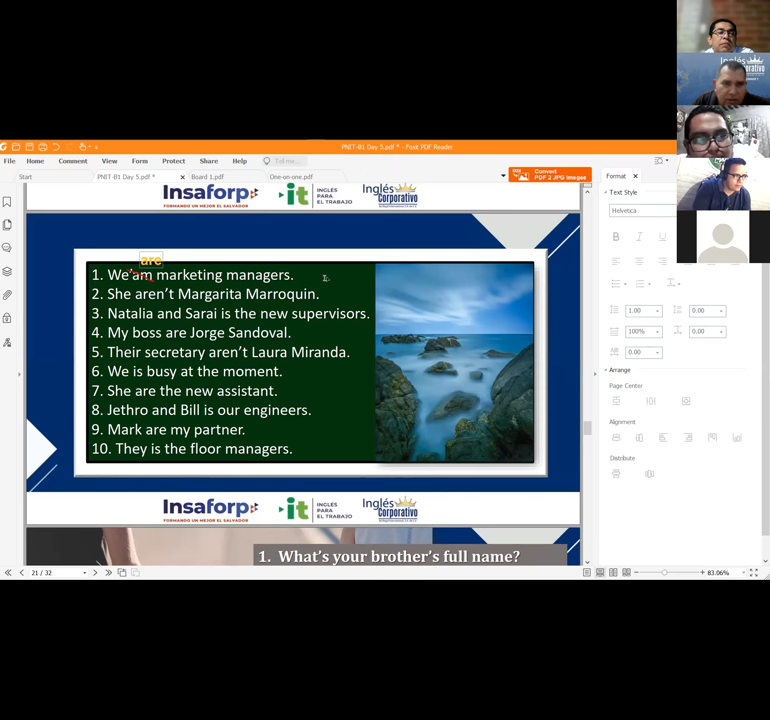 PNIT-B1 Day 5.pdf * - Foxit PDF Reader
File Home Comment View Form Protect Share Help Tell me...
Convert
PDF 2 JPG Images
Start PNIT-B1 Day 5.pdf * Board 1.pdf One-on-one.pdf
Format
Text Style
Helvetica
B I U
1.00 0.00
100% 0.00
0.00
Arrange
Page Center
Alignment
Distribute
Insaforp
FORMANDO UN MEJOR EL SALVADOR
it INGLÉS PARA EL TRABAJO
Inglés Corporativo
are
1. We am marketing managers.
2. She aren't Margarita Marroquin.
3. Natalia and Sarai is the new supervisors.
4. My boss are Jorge Sandoval.
5. Their secretary aren't Laura Miranda.
6. We is busy at the moment.
7. She are the new assistant.
8. Jethro and Bill is our engineers.
9. Mark are my partner.
10. They is the floor managers.
Insaforp
FORMANDO UN MEJOR EL SALVADOR
it INGLÉS PARA EL TRABAJO
Inglés Corporativo
1. What's your brother's full name?
21 / 32
83.06%